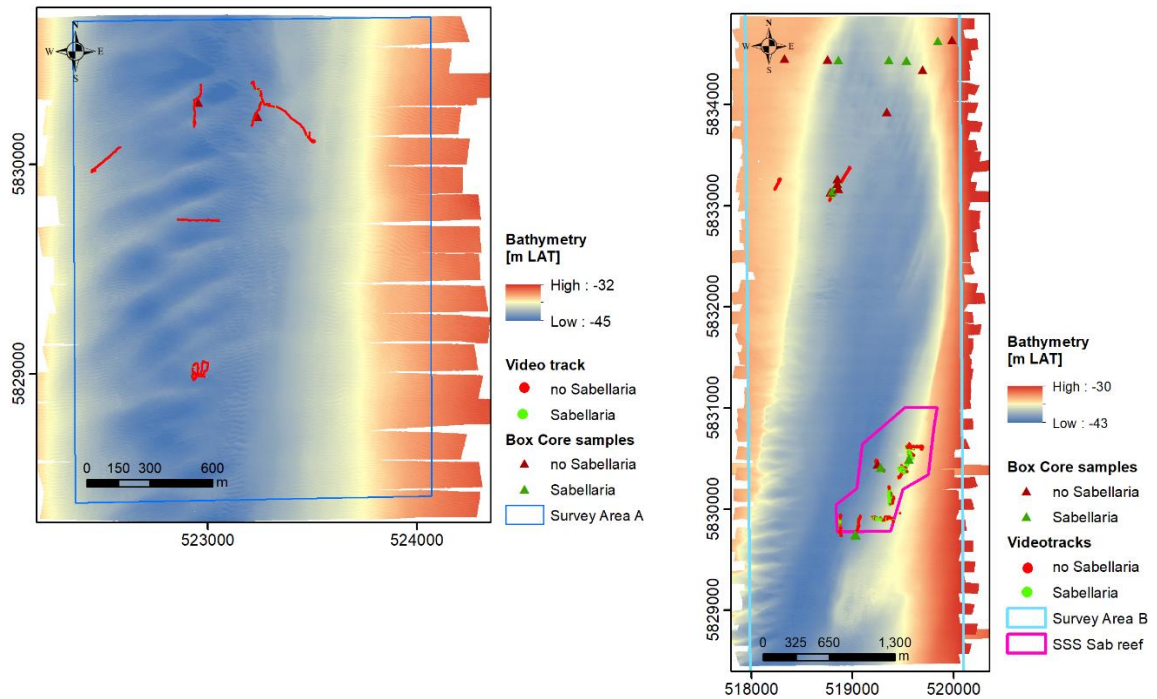 N
W E
S
5830000
5829000
0 150 300 600
m
523000 524000
Bathymetry
[m LAT]
High : -32
Low : -45
Video track
no Sabellaria
Sabellaria
Box Core samples
no Sabellaria
Sabellaria
Survey Area A
N
W E
S
5834000
5833000
5832000
5831000
5830000
5829000
0 325 650 1,300
m
518000 519000 520000
Bathymetry
[m LAT]
High : -30
Low : -43
Box Core samples
no Sabellaria
Sabellaria
Videotracks
no Sabellaria
Sabellaria
Survey Area B
SSS Sab reef